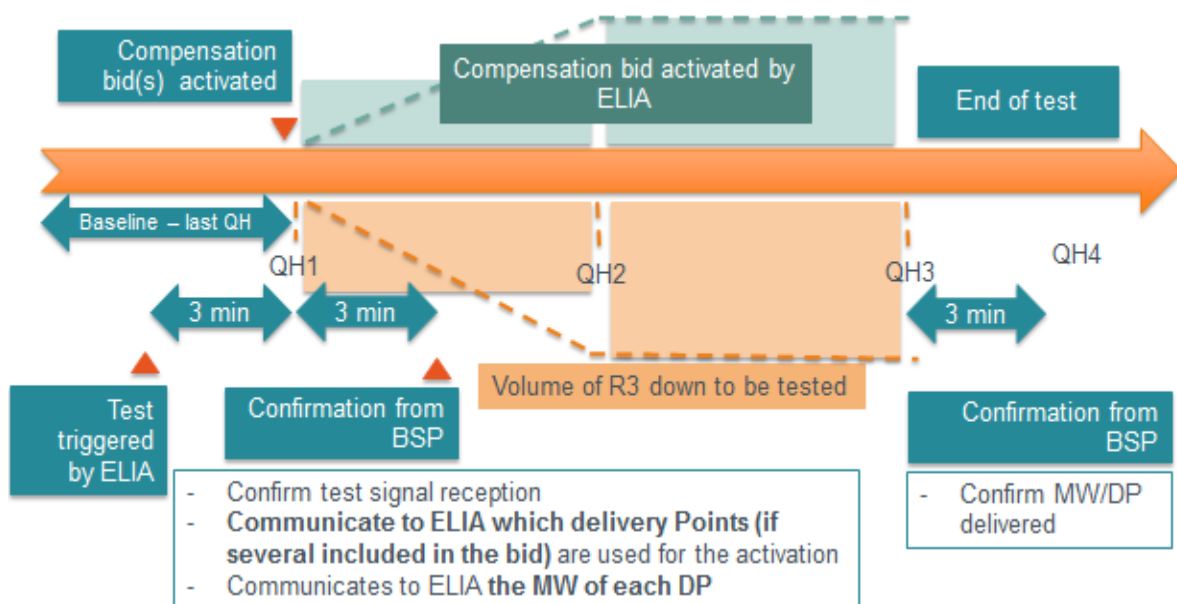 Compensation
bid(s) activated
Compensation bid activated by
ELIA
End of test
Baseline – last QH
QH1
QH2
QH3
QH4
3 min
3 min
3 min
Volume of R3 down to be tested
Test
triggered
by ELIA
Confirmation from
BSP
Confirmation from
BSP
- Confirm test signal reception
- Communicate to ELIA which delivery Points (if
several included in the bid) are used for the activation
- Communicates to ELIA the MW of each DP
- Confirm MW/DP
delivered